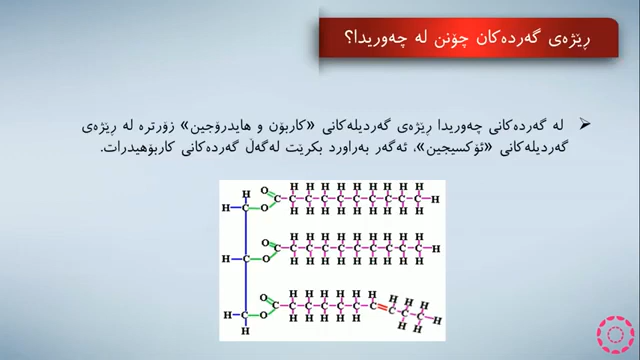 ڕێژەی گەردەکان چۆنن لە چەوریدا؟
لە گەردەکانی چەوریدا ڕێژەی گەردیلەکانی «کاربۆن و هایدرۆجین» زۆرترە لە ڕێژەی
گەردیلەکانی «ئۆکسیجین»، ئەگەر بەراورد بکرێت لەگەڵ گەردەکانی کاربۆهیدرات.